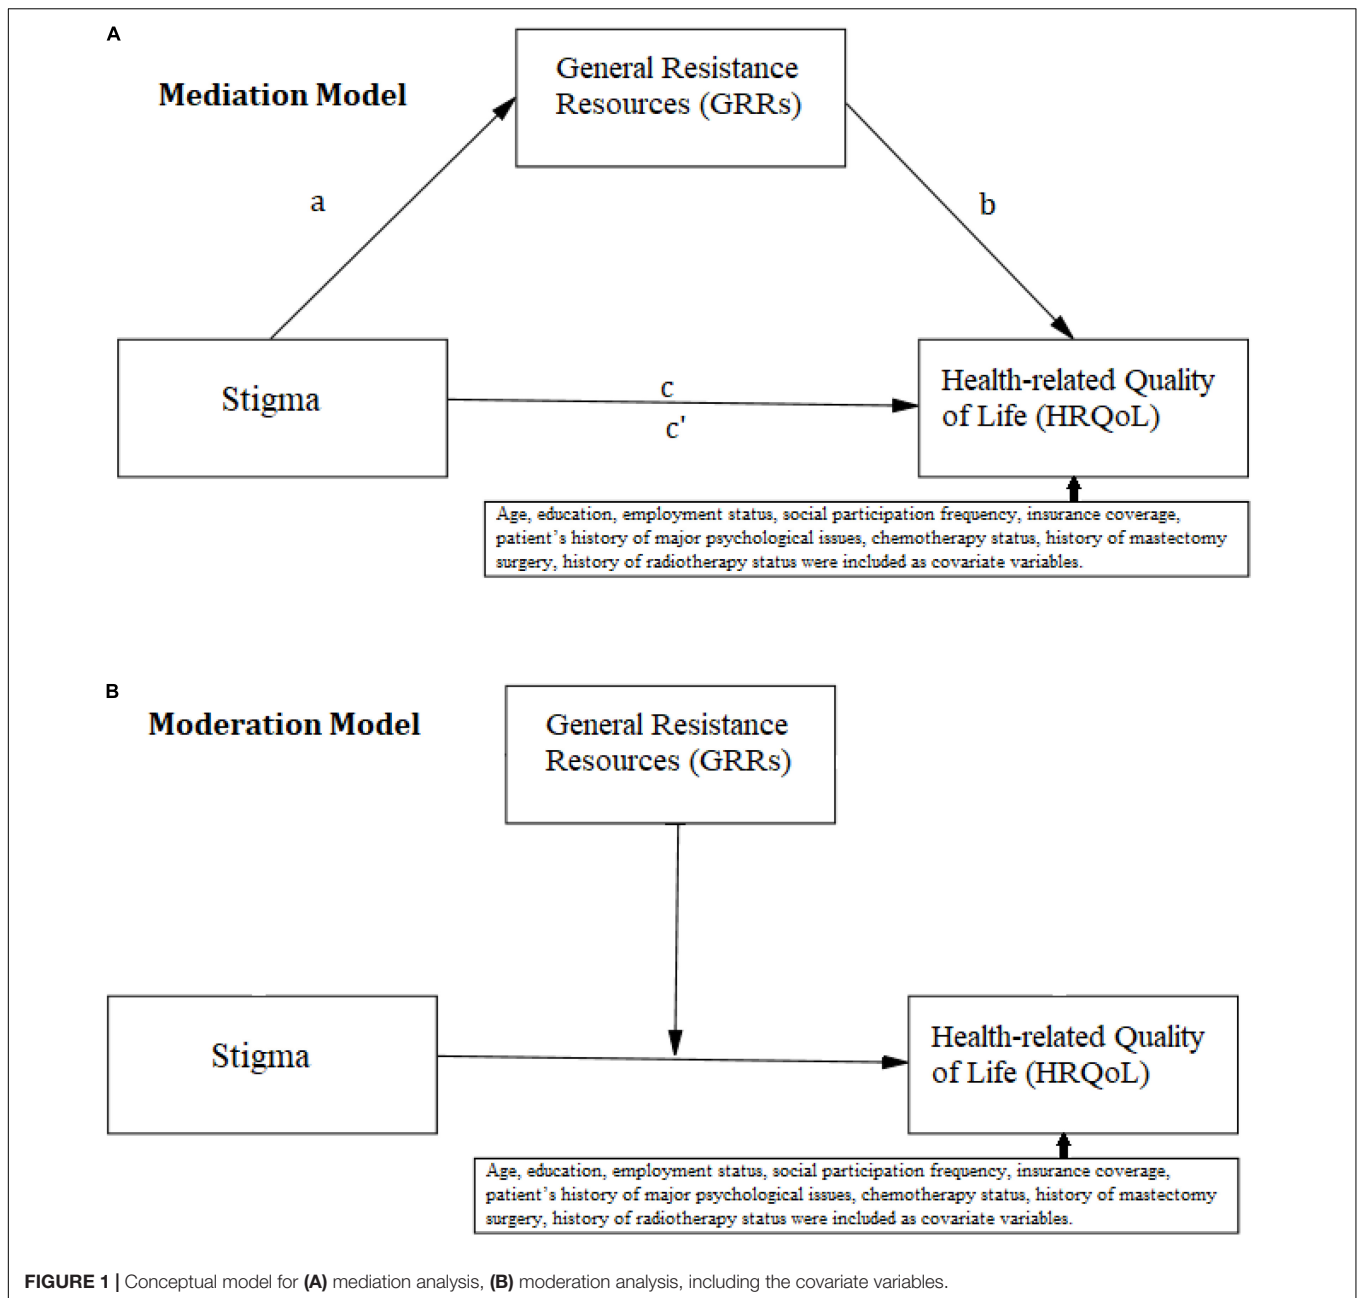 A
Mediation Model
General Resistance
Resources (GRRs)
a
b
Stigma
c
c'
Health-related Quality
of Life (HRQoL)
Age, education, employment status, social participation frequency, insurance coverage,
patient's history of major psychological issues, chemotherapy status, history of mastectomy
surgery, history of radiotherapy status were included as covariate variables.
B
Moderation Model
General Resistance
Resources (GRRs)
Stigma
Health-related Quality
of Life (HRQoL)
Age, education, employment status, social participation frequency, insurance coverage,
patient's history of major psychological issues, chemotherapy status, history of mastectomy
surgery, history of radiotherapy status were included as covariate variables.
FIGURE 1 | Conceptual model for (A) mediation analysis, (B) moderation analysis, including the covariate variables.